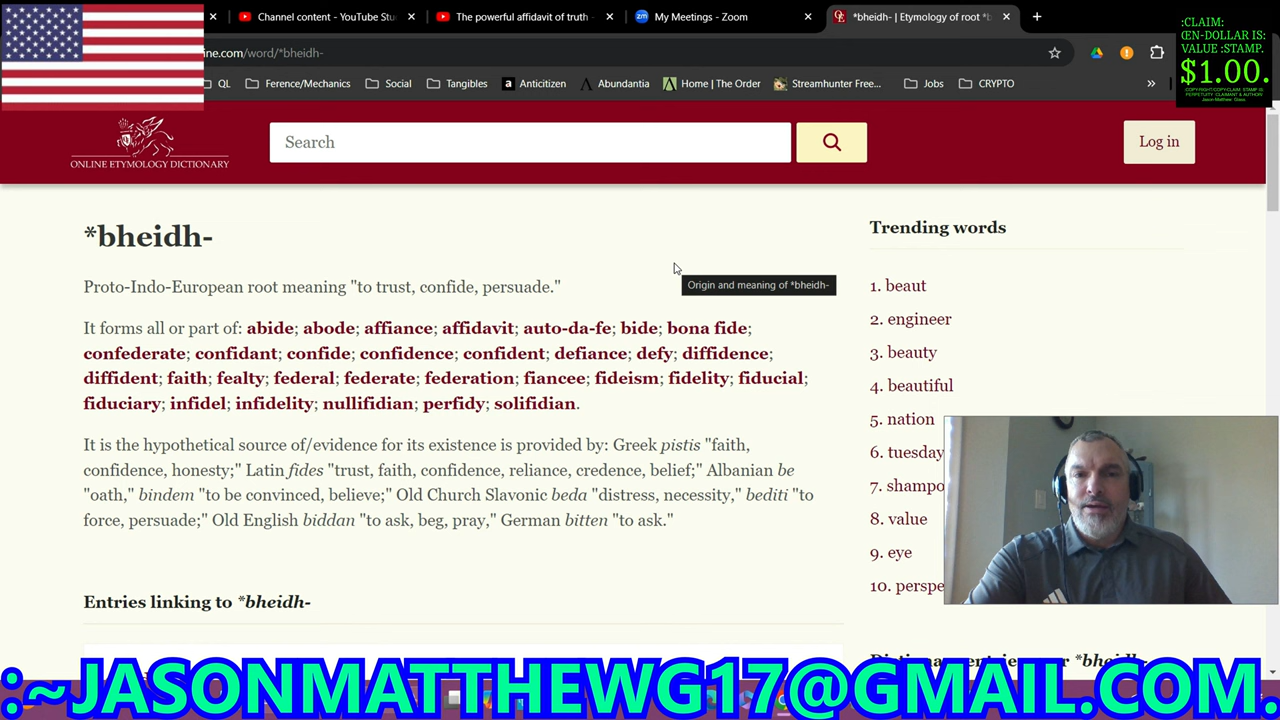 Channel content - YouTube Stu
The powerful affidavit of truth -
zm
My Meetings - Zoom
*bheidh- | Etymology of root *b
ne.com/word/*bheidh-
QL
Ference/Mechanics
Social
Tangible
Anticitizen
Abundantia
Home | The Order
Streamhunter Free...
Jobs
CRYPTO
»
:CLAIM:
ŒN-DOLLAR IS:
VALUE :STAMP.
$1.00.
Jason Matthew: Glass.
ONLINE ETYMOLOGY DICTIONARY
Search
Log in
*bheidh-
Proto-Indo-European root meaning "to trust, confide, persuade."
Origin and meaning of *bheidh-
It forms all or part of: abide; abode; affiance; affidavit; auto-da-fe; bide; bona fide;
confederate; confidant; confide; confidence; confident; defiance; defy; diffidence;
diffident; faith; fealty; federal; federate; federation; fiancee; fideism; fidelity; fiducial;
fiduciary; infidel; infidelity; nullifidian; perfidy; solifidian.
It is the hypothetical source of/evidence for its existence is provided by: Greek pistis "faith,
confidence, honesty;" Latin fides "trust, faith, confidence, reliance, credence, belief;" Albanian be
"oath," bindem "to be convinced, believe;" Old Church Slavonic beda "distress, necessity," bediti "to
force, persuade;" Old English biddan "to ask, beg, pray," German bitten "to ask."
Entries linking to *bheidh-
Trending words
1. beaut
2. engineer
3. beauty
4. beautiful
5. nation
6. tuesday
7. shampo
8. value
9. eye
10. perspe
:~JASONMATTHEWG17@GMAIL.COM.